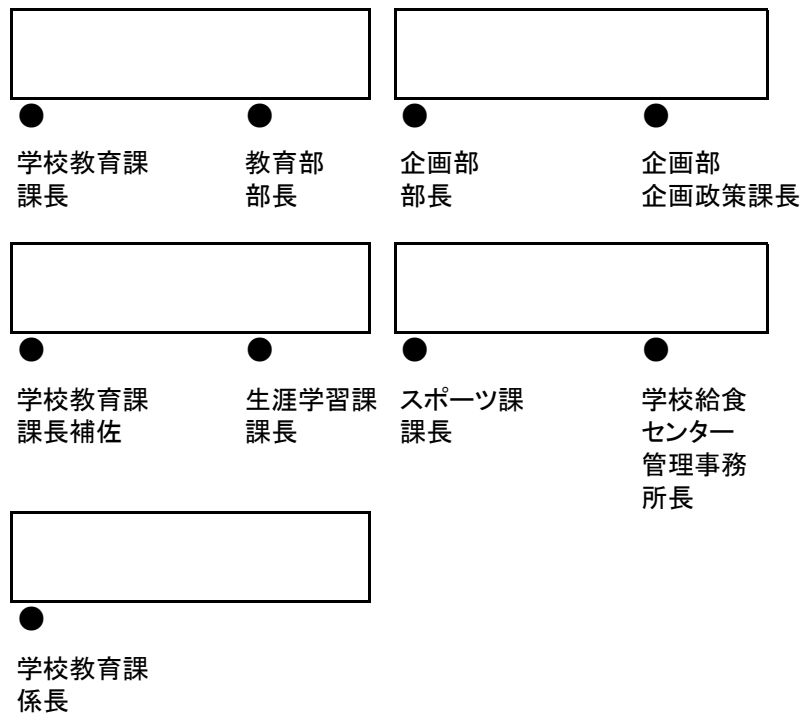 ●
●
●
●
学校教育課
課長
教育部
部長
企画部
部長
企画部
企画政策課長
●
●
●
●
学校教育課
課長補佐
生涯学習課
課長
スポーツ課
課長
学校給食
センター
管理事務
所長
●
学校教育課
係長